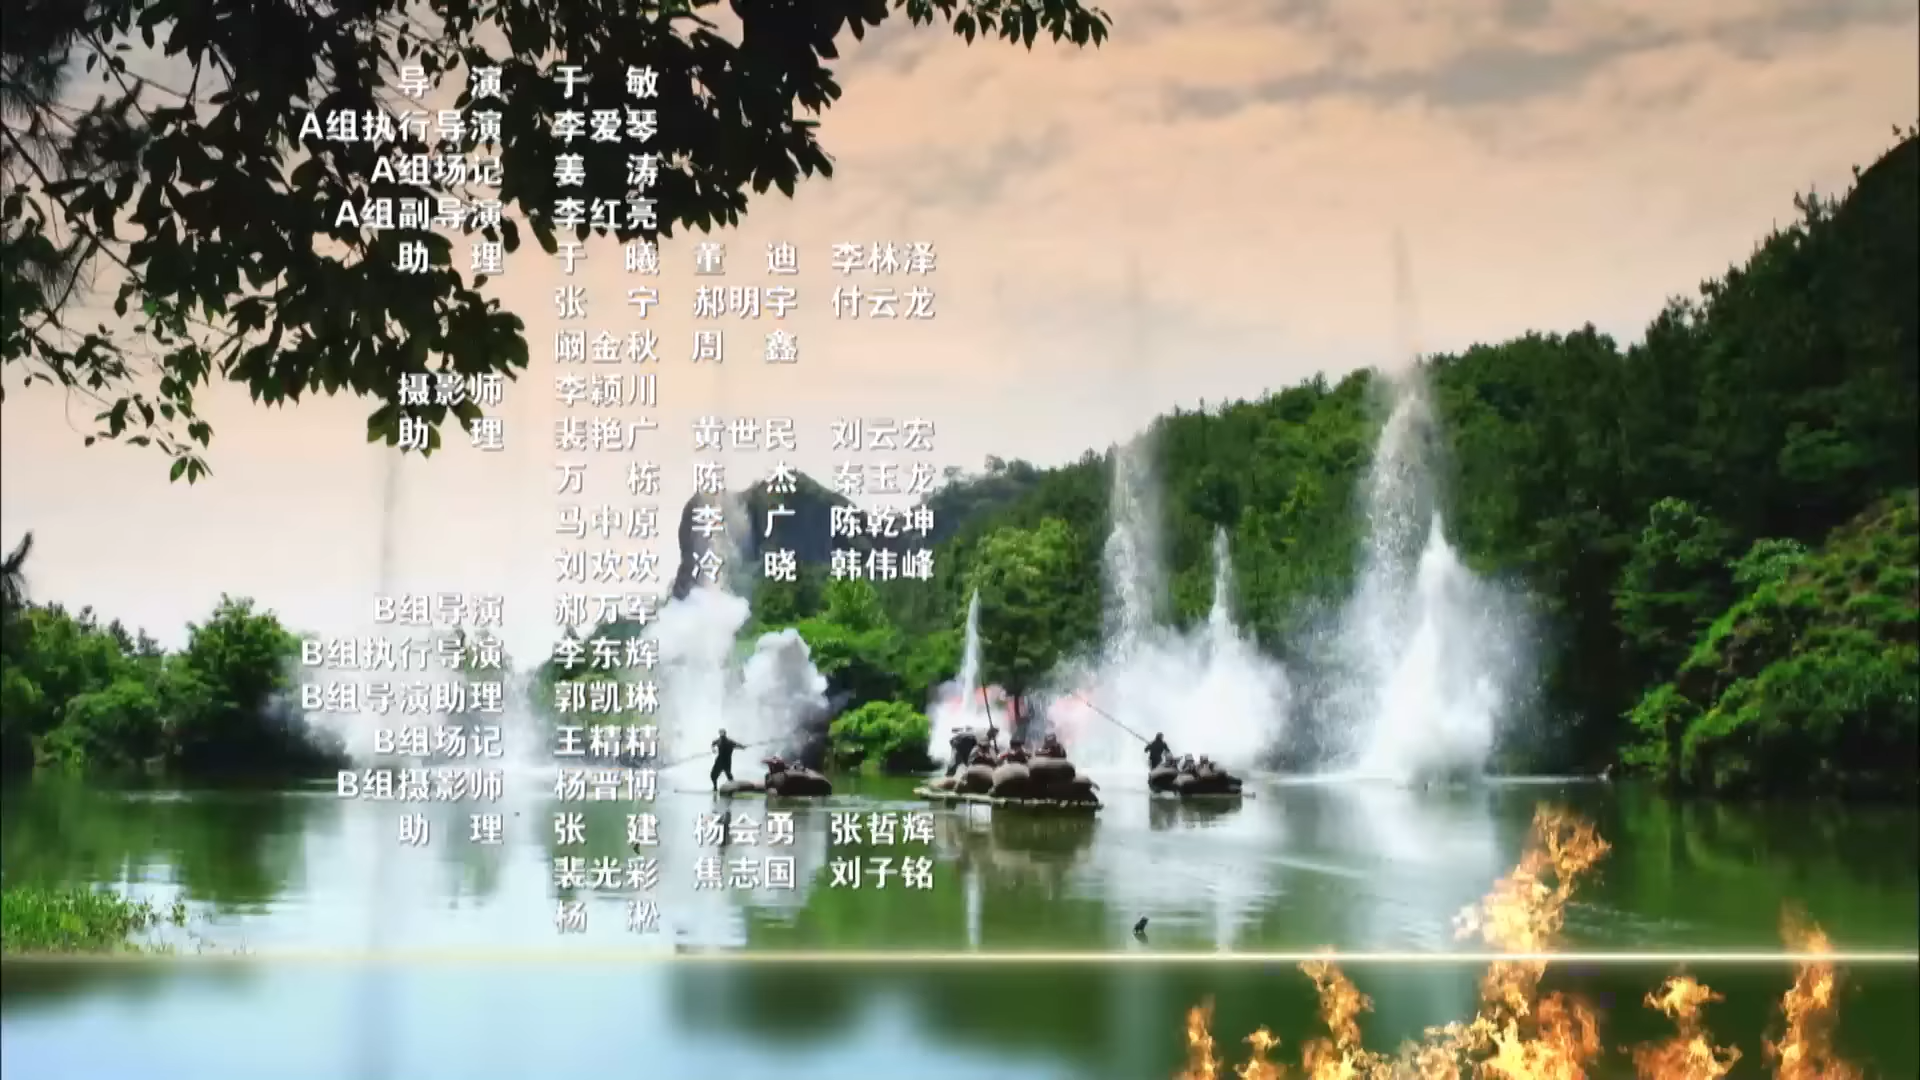 导 演 于 敏
A组执行导演 李爱琴
A组场记 姜 涛
A组副导演 李红亮
助 理 于 曦 董 迪 李林泽
张 宁 郝明宇 付云龙
阚金秋 周 鑫
摄影师 李颖川
助 理 裴艳广 黄世民 刘云宏
万 栋 陈 杰 秦玉龙
马中原 李 广 陈乾坤
刘欢欢 冷 晓 韩伟峰
B组导演 郝万军
B组执行导演 李东辉
B组导演助理 郭凯琳
B组场记 王精精
B组摄影师 杨晋博
助 理 张 建 杨会勇 张哲辉
裴光彩 焦志国 刘子铭
杨 淞